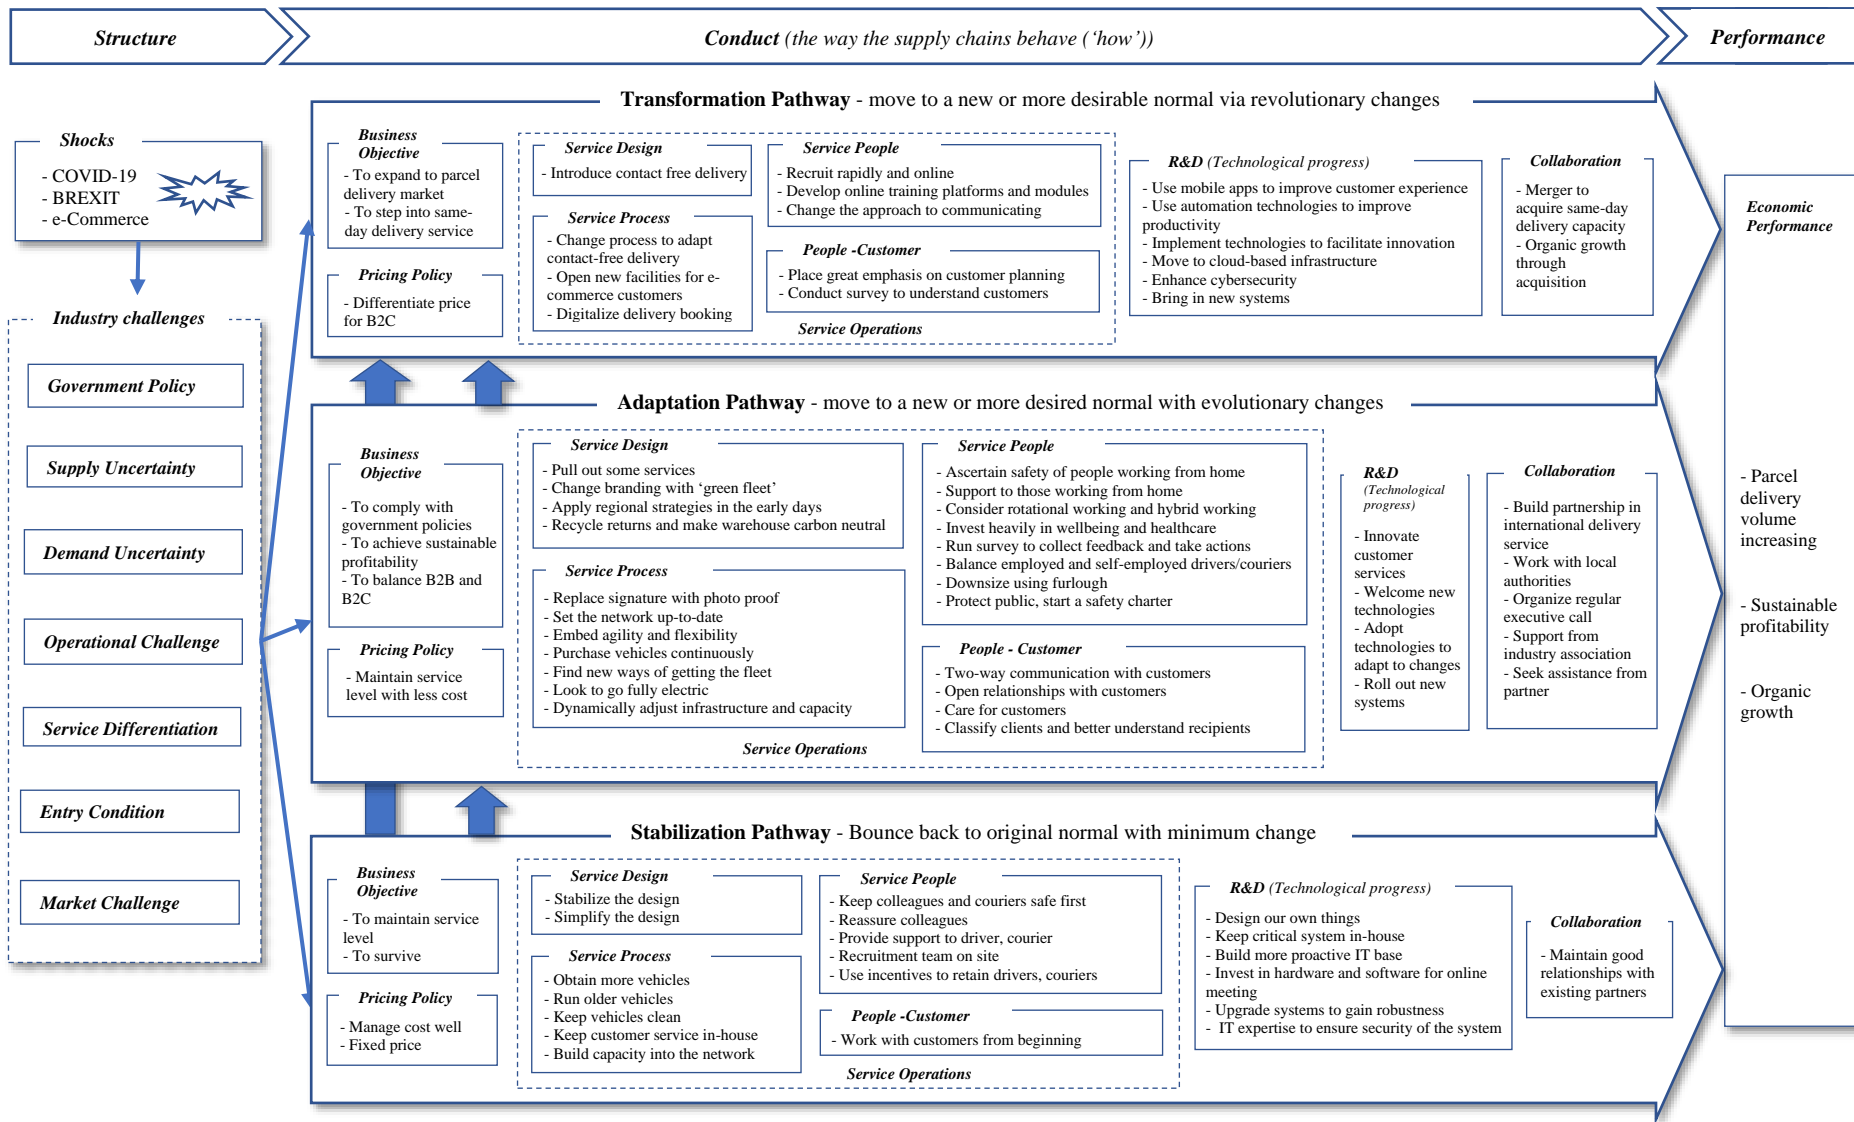 Structure
Conduct (the way the supply chains behave (‘how’))
Performance
Shocks
- COVID-19
- BREXIT
- e-Commerce
Industry challenges
Government Policy
Supply Uncertainty
Demand Uncertainty
Operational Challenge
Service Differentiation
Entry Condition
Market Challenge
Transformation Pathway - move to a new or more desirable normal via revolutionary changes
Business
Objective
- To expand to parcel
delivery market
- To step into same-
day delivery service
Pricing Policy
- Differentiate price
for B2C
Service Design
- Introduce contact free delivery
Service Process
- Change process to adapt
contact-free delivery
- Open new facilities for e-
commerce customers
- Digitalize delivery booking
Service People
- Recruit rapidly and online
- Develop online training platforms and modules
- Change the approach to communicating
People -Customer
- Place great emphasis on customer planning
- Conduct survey to understand customers
Service Operations
R&D (Technological progress)
- Use mobile apps to improve customer experience
- Use automation technologies to improve
productivity
- Implement technologies to facilitate innovation
- Move to cloud-based infrastructure
- Enhance cybersecurity
- Bring in new systems
Collaboration
- Merger to
acquire same-day
delivery capacity
- Organic growth
through
acquisition
Adaptation Pathway - move to a new or more desired normal with evolutionary changes
Business
Objective
- To comply with
government policies
- To achieve sustainable
profitability
- To balance B2B and
B2C
Pricing Policy
- Maintain service
level with less cost
Service Design
- Pull out some services
- Change branding with ‘green fleet’
- Apply regional strategies in the early days
- Recycle returns and make warehouse carbon neutral
Service Process
- Replace signature with photo proof
- Set the network up-to-date
- Embed agility and flexibility
- Purchase vehicles continuously
- Find new ways of getting the fleet
- Look to go fully electric
- Dynamically adjust infrastructure and capacity
Service People
- Ascertain safety of people working from home
- Support to those working from home
- Consider rotational working and hybrid working
- Invest heavily in wellbeing and healthcare
- Run survey to collect feedback and take actions
- Balance employed and self-employed drivers/couriers
- Downsize using furlough
- Protect public, start a safety charter
People - Customer
- Two-way communication with customers
- Open relationships with customers
- Care for customers
- Classify clients and better understand recipients
Service Operations
R&D
(Technological
progress)
- Innovate
customer
services
- Welcome new
technologies
- Adopt
technologies to
adapt to changes
- Roll out new
systems
Collaboration
- Build partnership in
international delivery
service
- Work with local
authorities
- Organize regular
executive call
- Support from
industry association
- Seek assistance from
partner
Stabilization Pathway - Bounce back to original normal with minimum change
Business
Objective
- To maintain service
level
- To survive
Pricing Policy
- Manage cost well
- Fixed price
Service Design
- Stabilize the design
- Simplify the design
Service Process
- Obtain more vehicles
- Run older vehicles
- Keep vehicles clean
- Keep customer service in-house
- Build capacity into the network
Service People
- Keep colleagues and couriers safe first
- Reassure colleagues
- Provide support to driver, courier
- Recruitment team on site
- Use incentives to retain drivers, couriers
People -Customer
- Work with customers from beginning
Service Operations
R&D (Technological progress)
- Design our own things
- Keep critical system in-house
- Build more proactive IT base
- Invest in hardware and software for online
meeting
- Upgrade systems to gain robustness
- IT expertise to ensure security of the system
Collaboration
- Maintain good
relationships with
existing partners
Economic
Performance
- Parcel
delivery
volume
increasing
- Sustainable
profitability
- Organic
growth